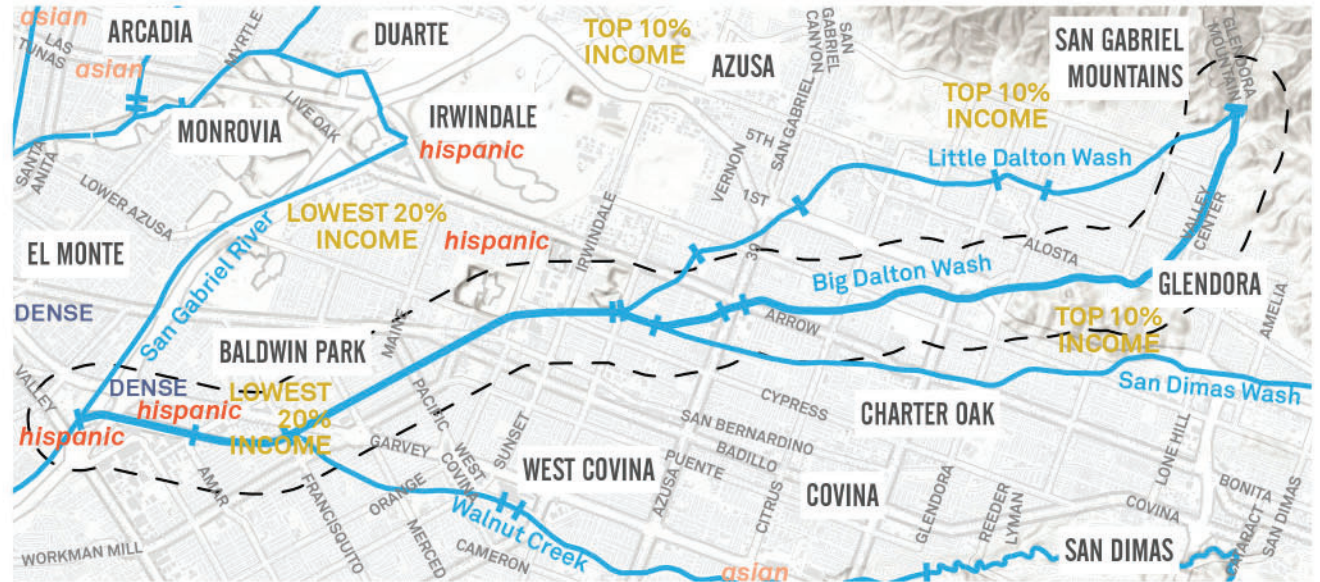 asian
ARCADIA
LAS
TUNAS
asian
MYRTLE
DUARTE
TOP 10%
INCOME
SAN
GABRIEL
CANYON
AZUSA
SAN GABRIEL
MOUNTAINS
GLENDORA
MOUNTAIN
TOP 10%
INCOME
LIVE OAK
MONROVIA
IRWINDALE
hispanic
5TH
SAN GABRIEL
VERNON
1ST
Little Dalton Wash
SANTA
ANITA
LOWER AZUSA
LOWEST 20%
INCOME
hispanic
IRWINDALE
39
VALLEY
CENTER
ALOSTA
EL MONTE
San Gabriel River
Big Dalton Wash
GLENDORA
AMELIA
DENSE
ARROW
TOP 10%
INCOME
MAINE
BALDWIN PARK
VALLEY
DENSE
hispanic
LOWEST
20%
INCOME
hispanic
PACIFIC
San Dimas Wash
CYPRESS
CHARTER OAK
SAN BERNARDINO
BADILLO
PUENTE
GARVEY
WEST
COVINA
SUNSET
WEST COVINA
AZUSA
CITRUS
COVINA
GLENDORA
REEDER
LYMAN
LONE HILL
COVINA
BONITA
SAN DIMAS
CATARACT
AMAR
FRANCISQUITO
ORANGE
MERCED
Walnut Creek
CAMERON
WORKMAN MILL
asian
SAN DIMAS